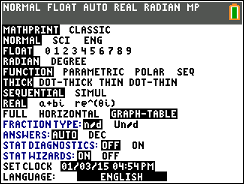 NORMAL FLOAT AUTO REAL RADIAN MP
MATHPRINT CLASSIC
NORMAL SCI ENG
FLOAT 0 1 2 3 4 5 6 7 8 9
RADIAN DEGREE
FUNCTION PARAMETRIC POLAR SEQ
THICK DOT-THICK THIN DOT-THIN
SEQUENTIAL SIMUL
REAL a+bi re^(θi)
FULL HORIZONTAL GRAPH-TABLE
FRACTION TYPE: n/d Un/d
ANSWERS: AUTO DEC
STAT DIAGNOSTICS: OFF ON
STAT WIZARDS: ON OFF
SET CLOCK 01/03/15 04:54PM
LANGUAGE: ENGLISH